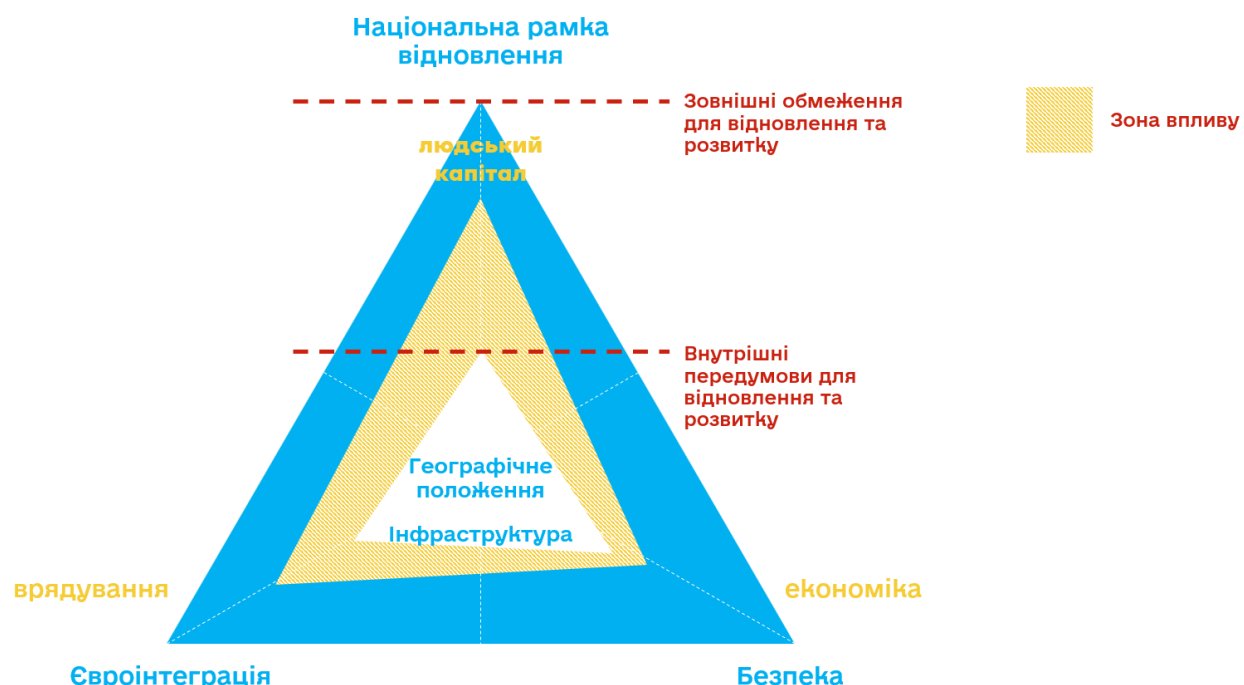 Національна рамка
відновлення
Зовнішні обмеження
для відновлення та
розвитку
Зона впливу
людський
капітал
Внутрішні
передумови для
відновлення та
розвитку
Географічне
положення
Інфраструктура
врядування
економіка
Євроінтеграція
Безпека